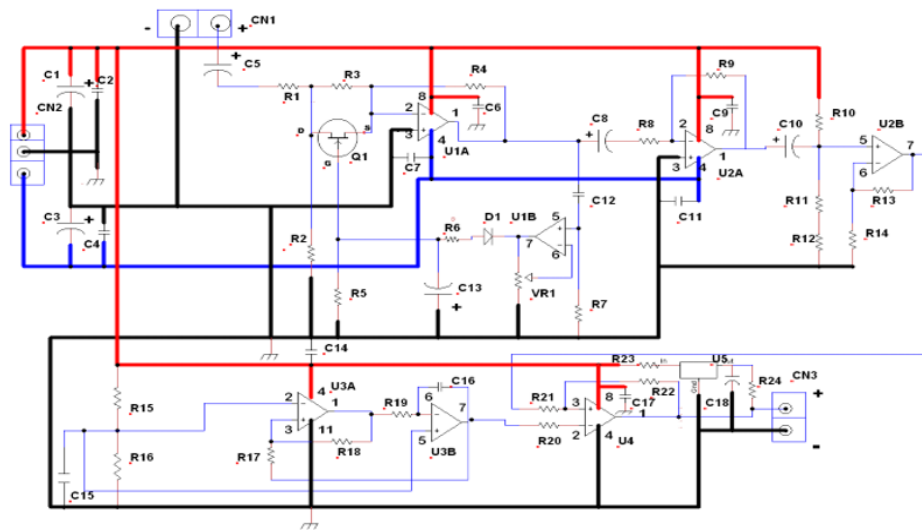 - CN1 +
C1 C2 C5 R3 R4 R9
CN2 R1 8 C6 C8 R8 C9 C10 R10 U2B
2 1 2 8 5 7
3 4 U1A 3 4 1 6
D S Q1 C7 U2A R13
G C12 C11 R11
C3 C4 R6 D1 U1B 5 R12 R14
R2 7 6
C13 VR1
R5 R7
C14 R23 In U5 CN3
R15 U3A 4 C16 R22 R24 +
2 1 R19 6 7 R21 3 8 C17 1 C18
3 11 R20 2 4 U4
R16 R17 R18 5 U3B Gnd -
C15